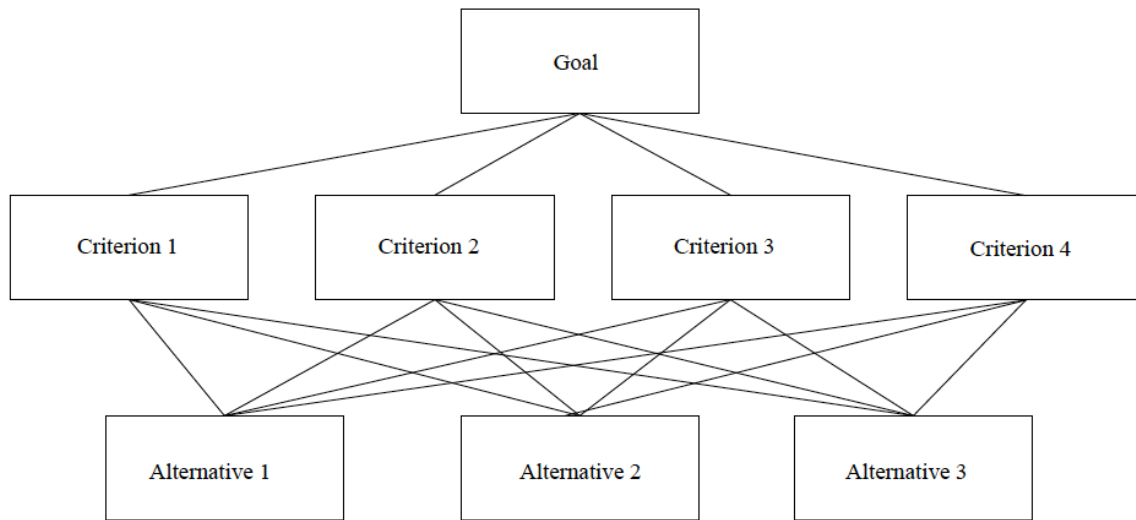 Goal
Criterion 1
Criterion 2
Criterion 3
Criterion 4
Alternative 1
Alternative 2
Alternative 3